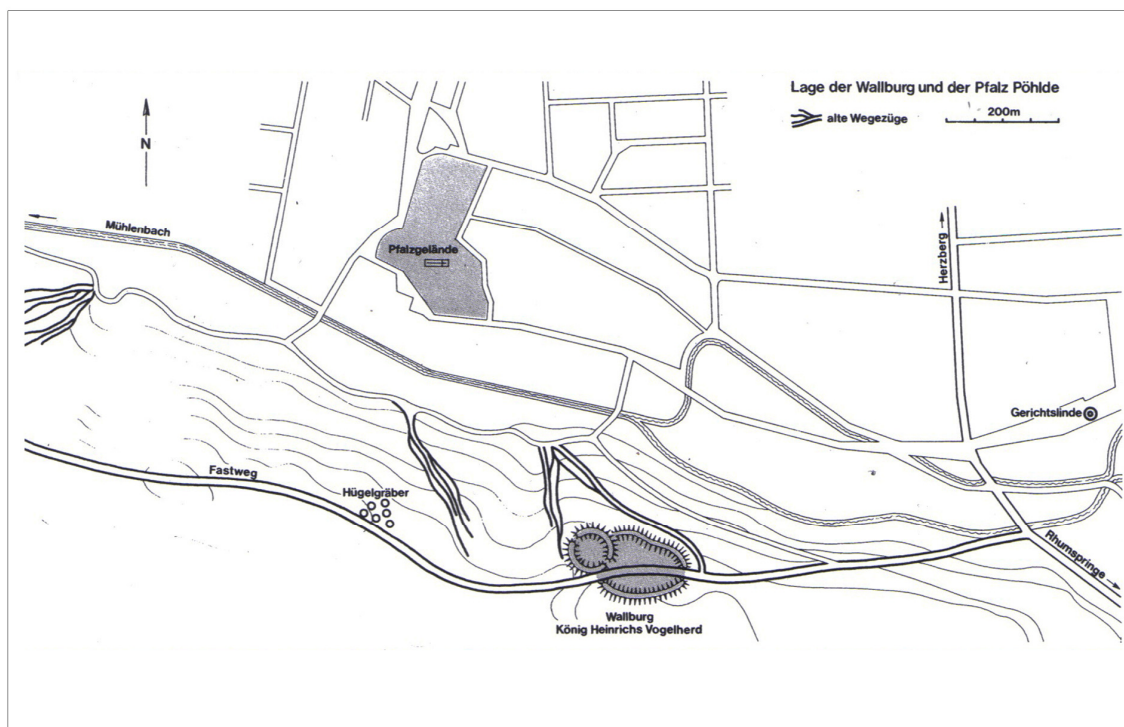 Lage der Wallburg und der Pfalz Pöhlde
alte Wegezüge
200m
N
Mühlenbach
Pfalzgelände
Herzberg
Gerichtslinde
Fastweg
Hügelgräber
Rhumspringe
Wallburg
König Heinrichs Vogelherd